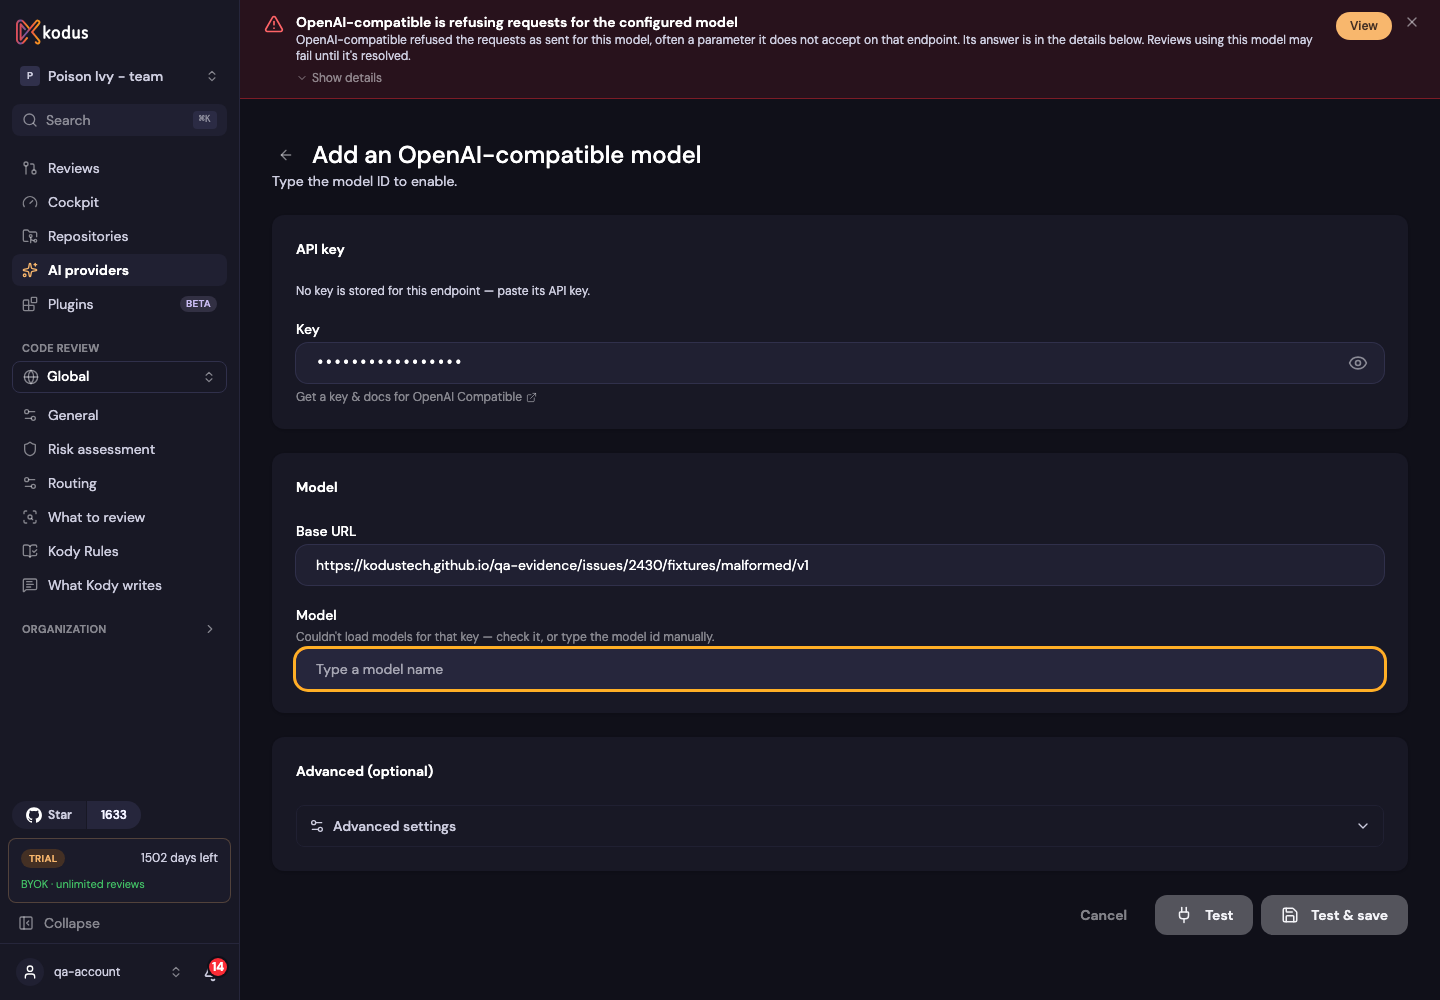 kodus
P Poison Ivy - team
Search ⌘K
Reviews
Cockpit
Repositories
AI providers
Plugins BETA
CODE REVIEW
Global
General
Risk assessment
Routing
What to review
Kody Rules
What Kody writes
ORGANIZATION
Star 1633
TRIAL 1502 days left
BYOK · unlimited reviews
Collapse
qa-account 14
OpenAI-compatible is refusing requests for the configured model
OpenAI-compatible refused the requests as sent for this model, often a parameter it does not accept on that endpoint. Its answer is in the details below. Reviews using this model may
fail until it's resolved.
Show details
View
Add an OpenAI-compatible model
Type the model ID to enable.
API key
No key is stored for this endpoint — paste its API key.
Key
•••••••••••••••••
Get a key & docs for OpenAI Compatible
Model
Base URL
https://kodustech.github.io/qa-evidence/issues/2430/fixtures/malformed/v1
Model
Couldn't load models for that key — check it, or type the model id manually.
Type a model name
Advanced (optional)
Advanced settings
Cancel
Test
Test & save